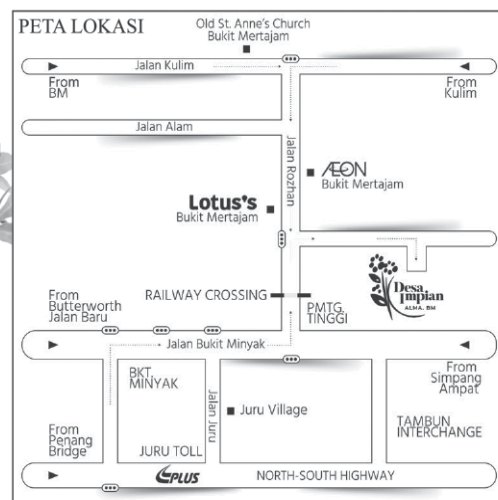 PETA LOKASI
Old St. Anne's Church
Bukit Mertajam
Jalan Kulim
From
BM
From
Kulim
Jalan Alam
Jalan Rozhan
ÆON
Bukit Mertajam
Lotus's
Bukit Mertajam
Desa
Impian
ALMA, BM
From
Butterworth
Jalan Baru
RAILWAY CROSSING
PMTG.
TINGGI
Jalan Bukit Minyak
BKT.
MINYAK
Jalan Juru
Juru Village
From
Simpang
Ampat
TAMBUN
INTERCHANGE
From
Penang
Bridge
JURU TOLL
PLUS
NORTH-SOUTH HIGHWAY